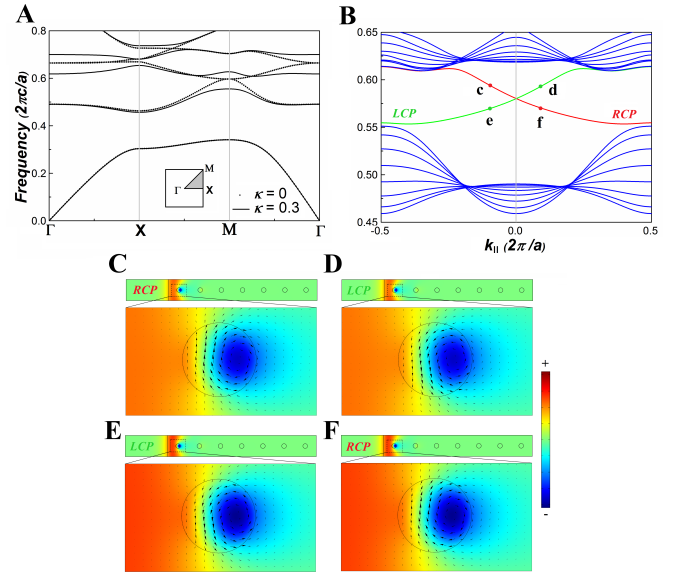 A
B
0.8
0.6
0.4
0.2
0.0
Frequency (2πc/a)
Γ
X
M
Γ
M
Γ
X
κ = 0
κ = 0.3
0.65
0.60
0.55
0.50
0.45
-0.5
0.0
0.5
k|| (2π/a)
LCP
RCP
c
d
e
f
C
D
RCP
LCP
E
F
LCP
RCP
+
-